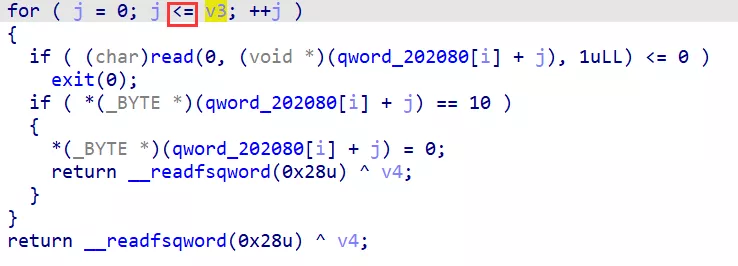 for ( j = 0; j <= v3; ++j )
{
if ( (char)read(0, (void *)(qword_202080[i] + j), 1uLL) <= 0 )
exit(0);
if ( *(_BYTE *)(qword_202080[i] + j) == 10 )
{
*(_BYTE *)(qword_202080[i] + j) = 0;
return __readfsqword(0x28u) ^ v4;
}
}
return __readfsqword(0x28u) ^ v4;